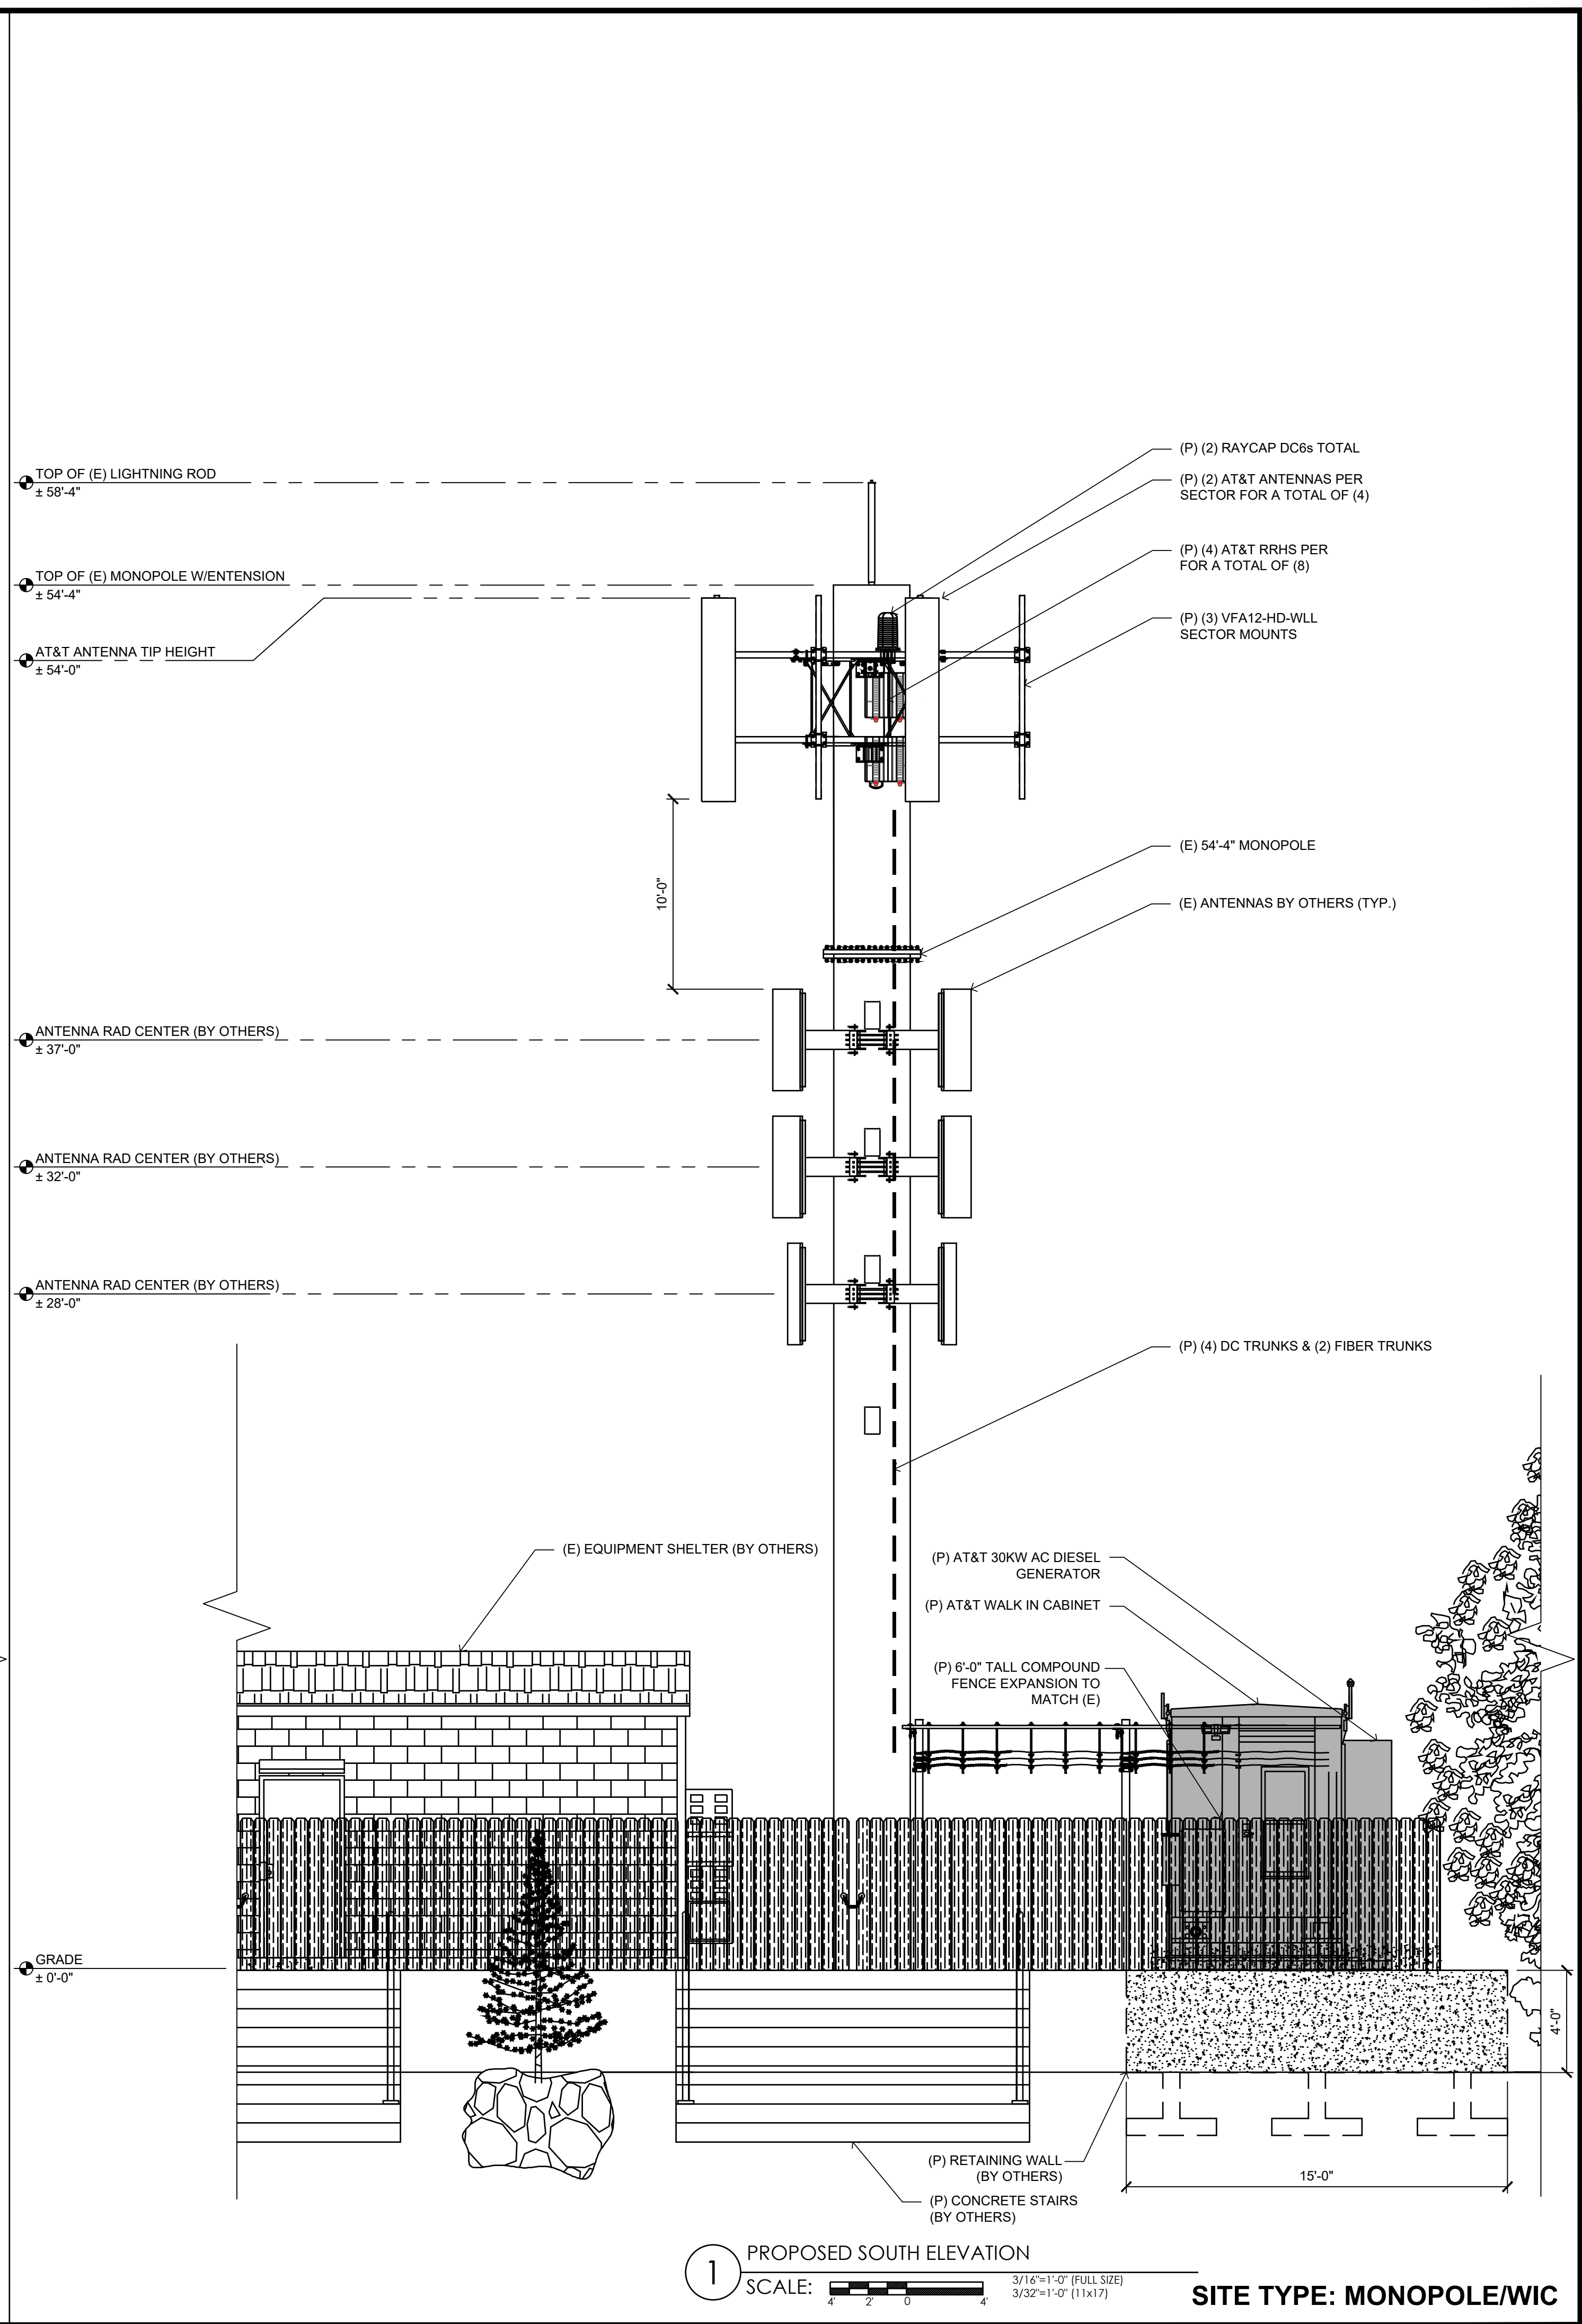 (P) (2) RAYCAP DC6s TOTAL
TOP OF (E) LIGHTNING ROD
± 58'-4"
(P) (2) AT&T ANTENNAS PER
SECTOR FOR A TOTAL OF (4)
(P) (4) AT&T RRHS PER
FOR A TOTAL OF (8)
TOP OF (E) MONOPOLE W/ENTENSION
± 54'-4"
(P) (3) VFA12-HD-WLL
SECTOR MOUNTS
AT&T ANTENNA TIP HEIGHT
± 54'-0"
(E) 54'-4" MONOPOLE
10'-0"
(E) ANTENNAS BY OTHERS (TYP.)
ANTENNA RAD CENTER (BY OTHERS)
± 37'-0"
ANTENNA RAD CENTER (BY OTHERS)
± 32'-0"
ANTENNA RAD CENTER (BY OTHERS)
± 28'-0"
(P) (4) DC TRUNKS & (2) FIBER TRUNKS
(E) EQUIPMENT SHELTER (BY OTHERS)
(P) AT&T 30KW AC DIESEL
GENERATOR
(P) AT&T WALK IN CABINET
(P) 6'-0" TALL COMPOUND
FENCE EXPANSION TO
MATCH (E)
GRADE
± 0'-0"
4'-0"
(P) RETAINING WALL
(BY OTHERS)
15'-0"
(P) CONCRETE STAIRS
(BY OTHERS)
1
PROPOSED SOUTH ELEVATION
SCALE:
4' 2' 0 4'
3/16"=1'-0" (FULL SIZE)
3/32"=1'-0" (11x17)
SITE TYPE: MONOPOLE/WIC